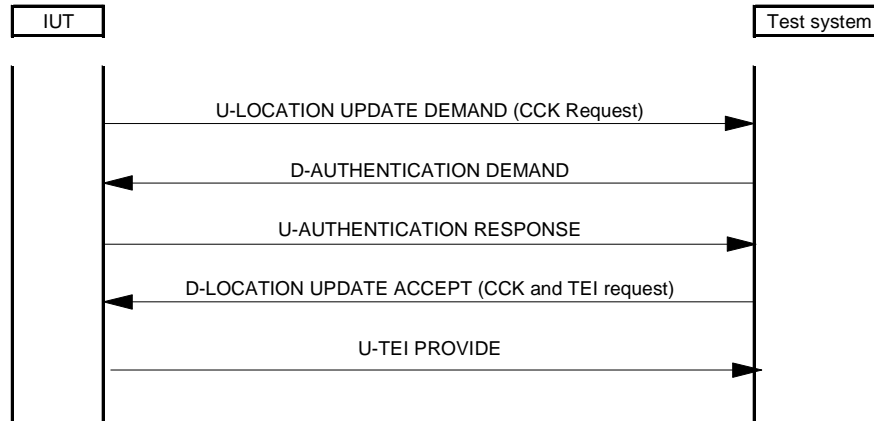 IUT
Test system
U-LOCATION UPDATE DEMAND (CCK Request)
D-AUTHENTICATION DEMAND
U-AUTHENTICATION RESPONSE
D-LOCATION UPDATE ACCEPT (CCK and TEI request)
U-TEI PROVIDE